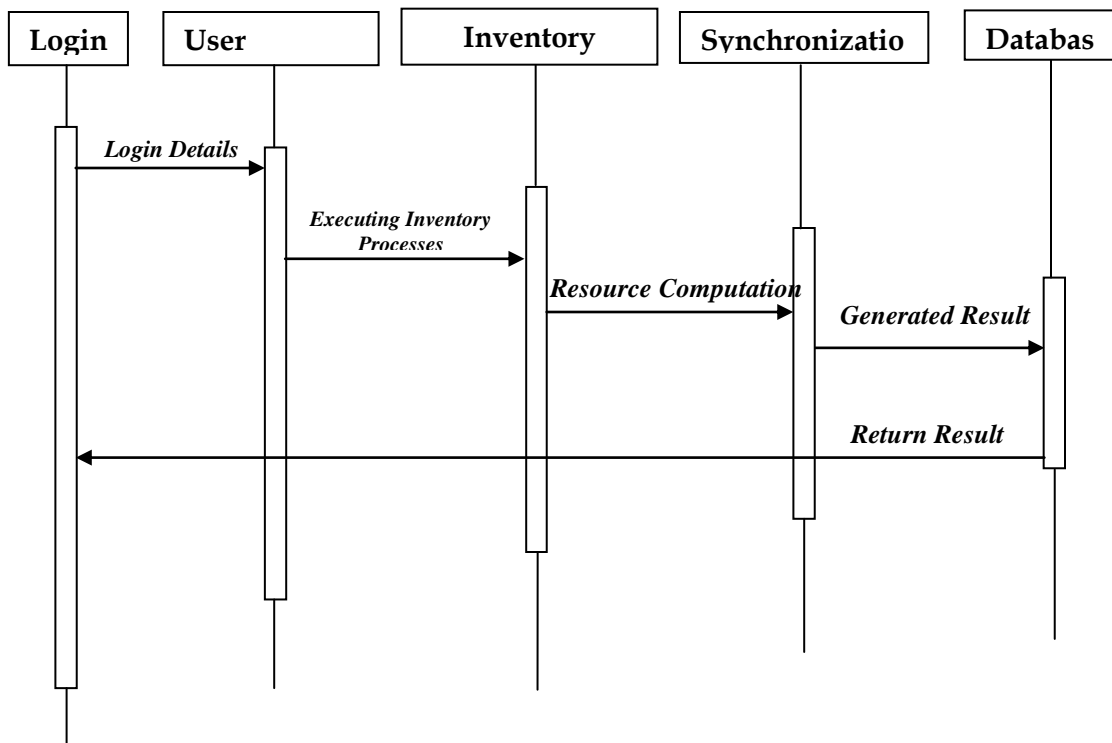 Login
User
Inventory
Synchronizatio
Databas
Login Details
Executing Inventory
Processes
Resource Computation
Generated Result
Return Result